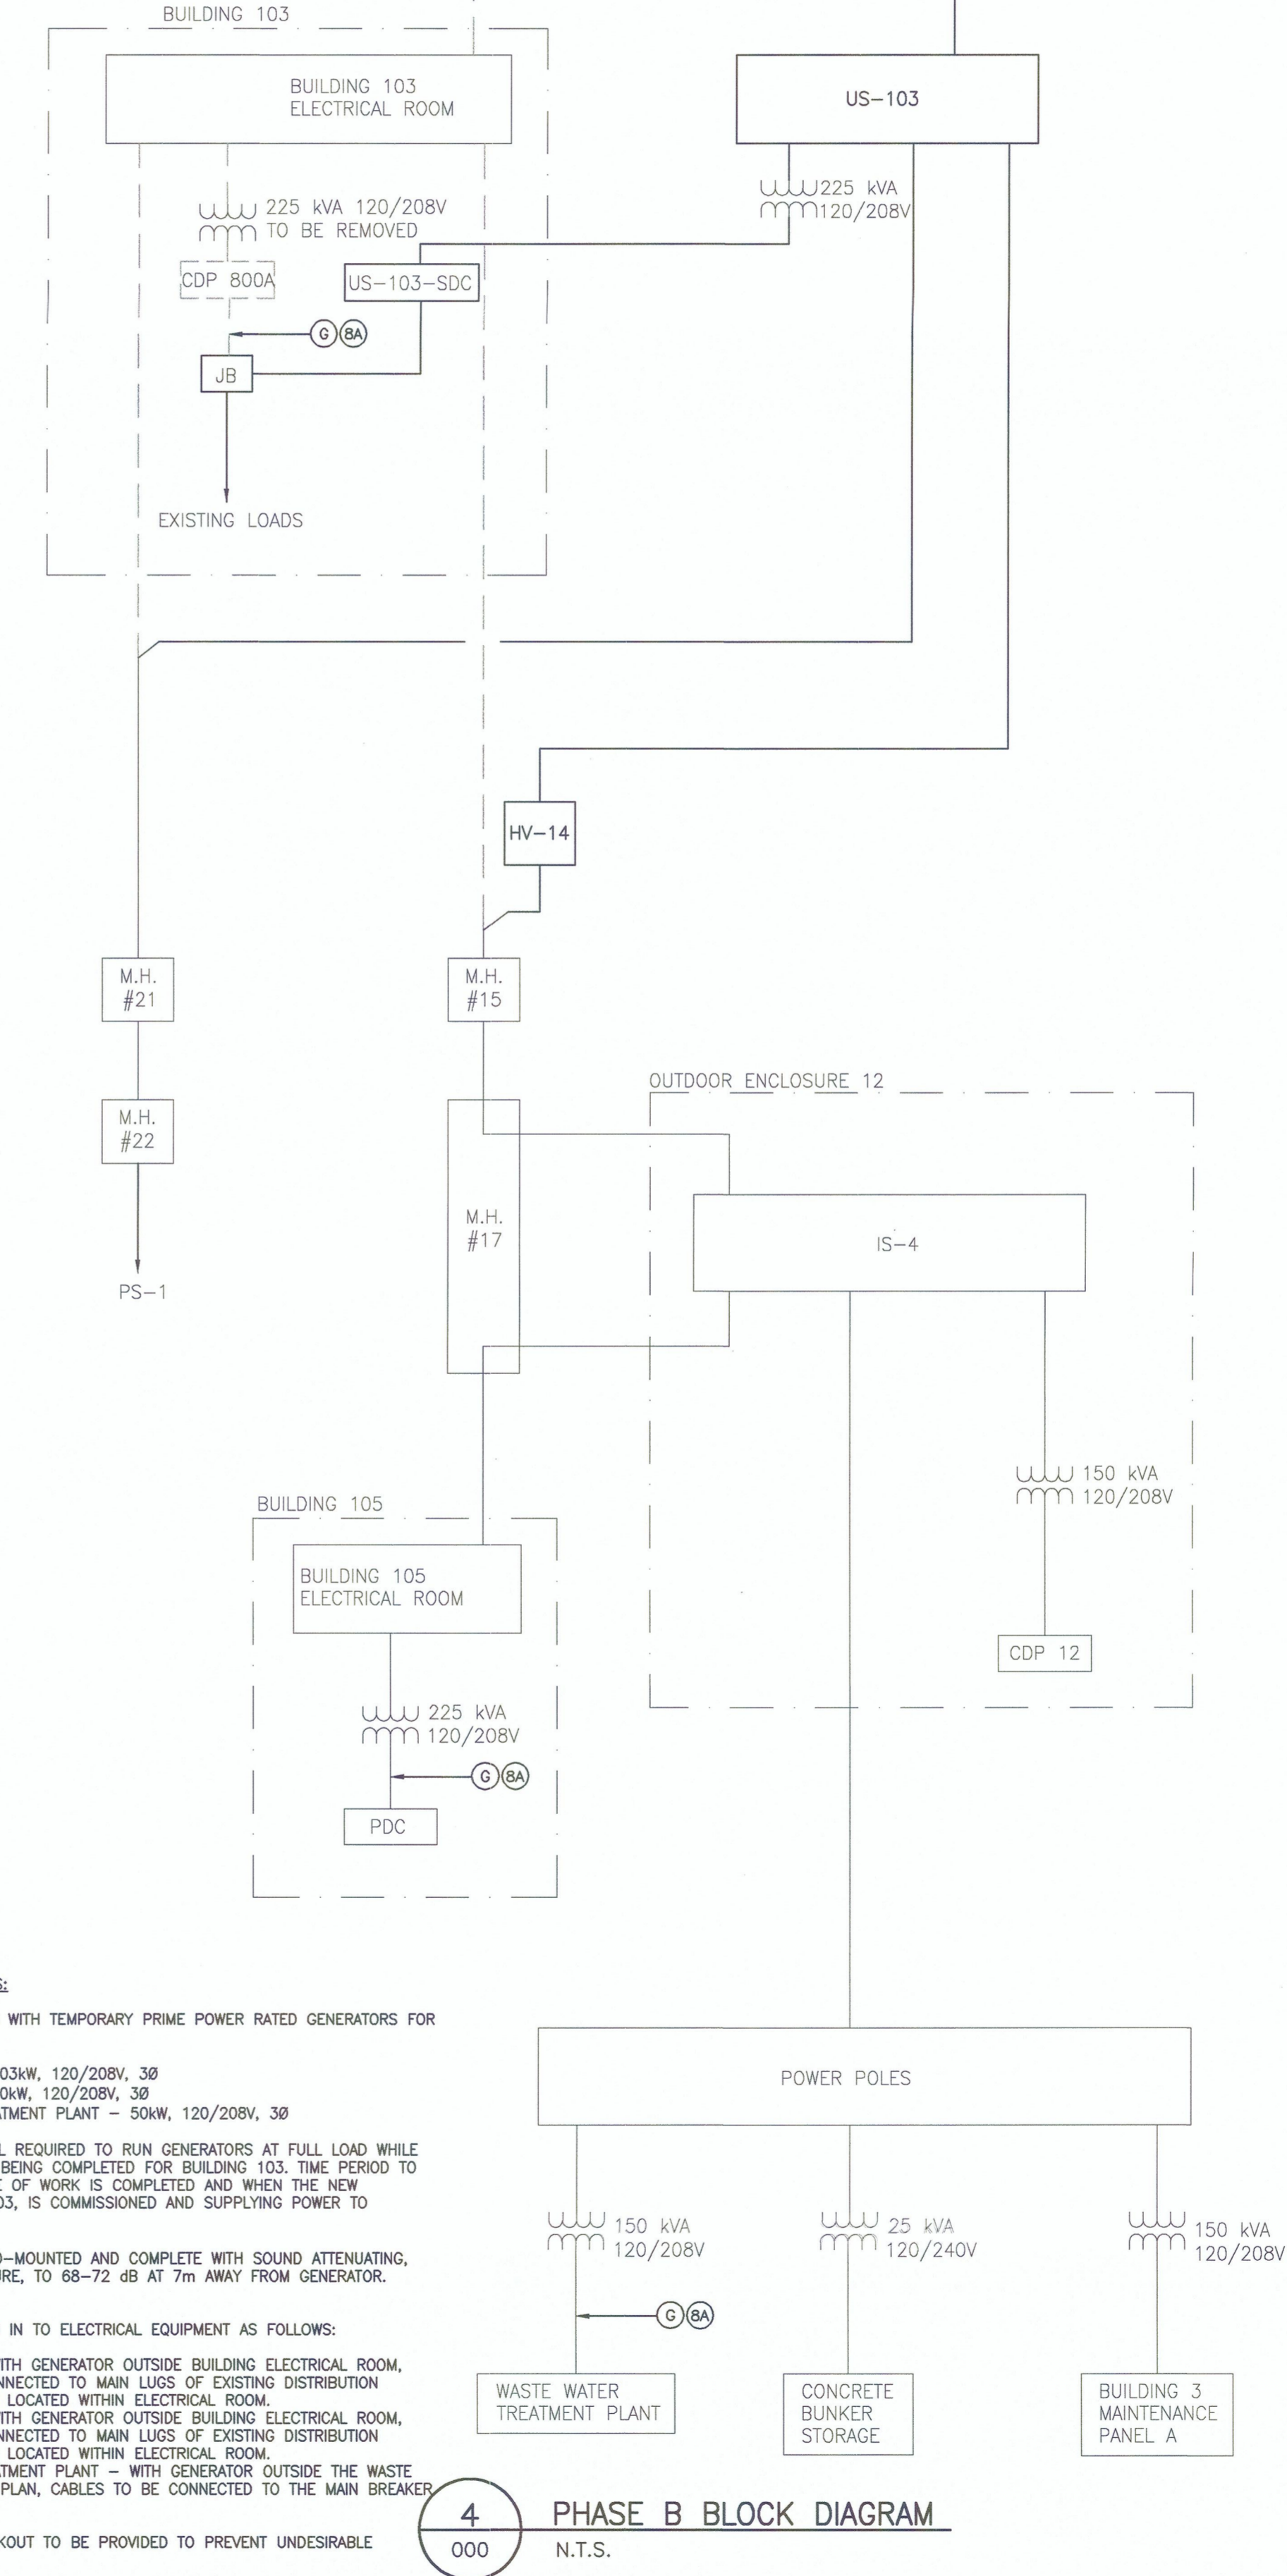 BUILDING 103
BUILDING 103
ELECTRICAL ROOM
US-103
225 kVA 120/208V
TO BE REMOVED
225 kVA
120/208V
CDP 800A
US-103-SDC
G 8A
JB
EXISTING LOADS
HV-14
M.H.
#21
M.H.
#15
M.H.
#22
PS-1
M.H.
#17
OUTDOOR ENCLOSURE 12
IS-4
150 kVA
120/208V
CDP 12
BUILDING 105
BUILDING 105
ELECTRICAL ROOM
225 kVA
120/208V
G 8A
PDC
POWER POLES
150 kVA
120/208V
25 kVA
120/240V
150 kVA
120/208V
G 8A
WASTE WATER
TREATMENT PLANT
CONCRETE
BUNKER
STORAGE
BUILDING 3
MAINTENANCE
PANEL A
S:
WITH TEMPORARY PRIME POWER RATED GENERATORS FOR
03kW, 120/208V, 3Ø
0kW, 120/208V, 3Ø
ATMENT PLANT - 50kW, 120/208V, 3Ø
L REQUIRED TO RUN GENERATORS AT FULL LOAD WHILE
BEING COMPLETED FOR BUILDING 103. TIME PERIOD TO
OF WORK IS COMPLETED AND WHEN THE NEW
03, IS COMMISSIONED AND SUPPLYING POWER TO
D-MOUNTED AND COMPLETE WITH SOUND ATTENUATING,
URE, TO 68-72 dB AT 7m AWAY FROM GENERATOR.
IN TO ELECTRICAL EQUIPMENT AS FOLLOWS:
ITH GENERATOR OUTSIDE BUILDING ELECTRICAL ROOM,
NNECTED TO MAIN LUGS OF EXISTING DISTRIBUTION
LOCATED WITHIN ELECTRICAL ROOM.
ITH GENERATOR OUTSIDE BUILDING ELECTRICAL ROOM,
NNECTED TO MAIN LUGS OF EXISTING DISTRIBUTION
LOCATED WITHIN ELECTRICAL ROOM.
ATMENT PLANT - WITH GENERATOR OUTSIDE THE WASTE
PLAN, CABLES TO BE CONNECTED TO THE MAIN BREAKER
KOUT TO BE PROVIDED TO PREVENT UNDESIRABLE
4
000
PHASE B BLOCK DIAGRAM
N.T.S.